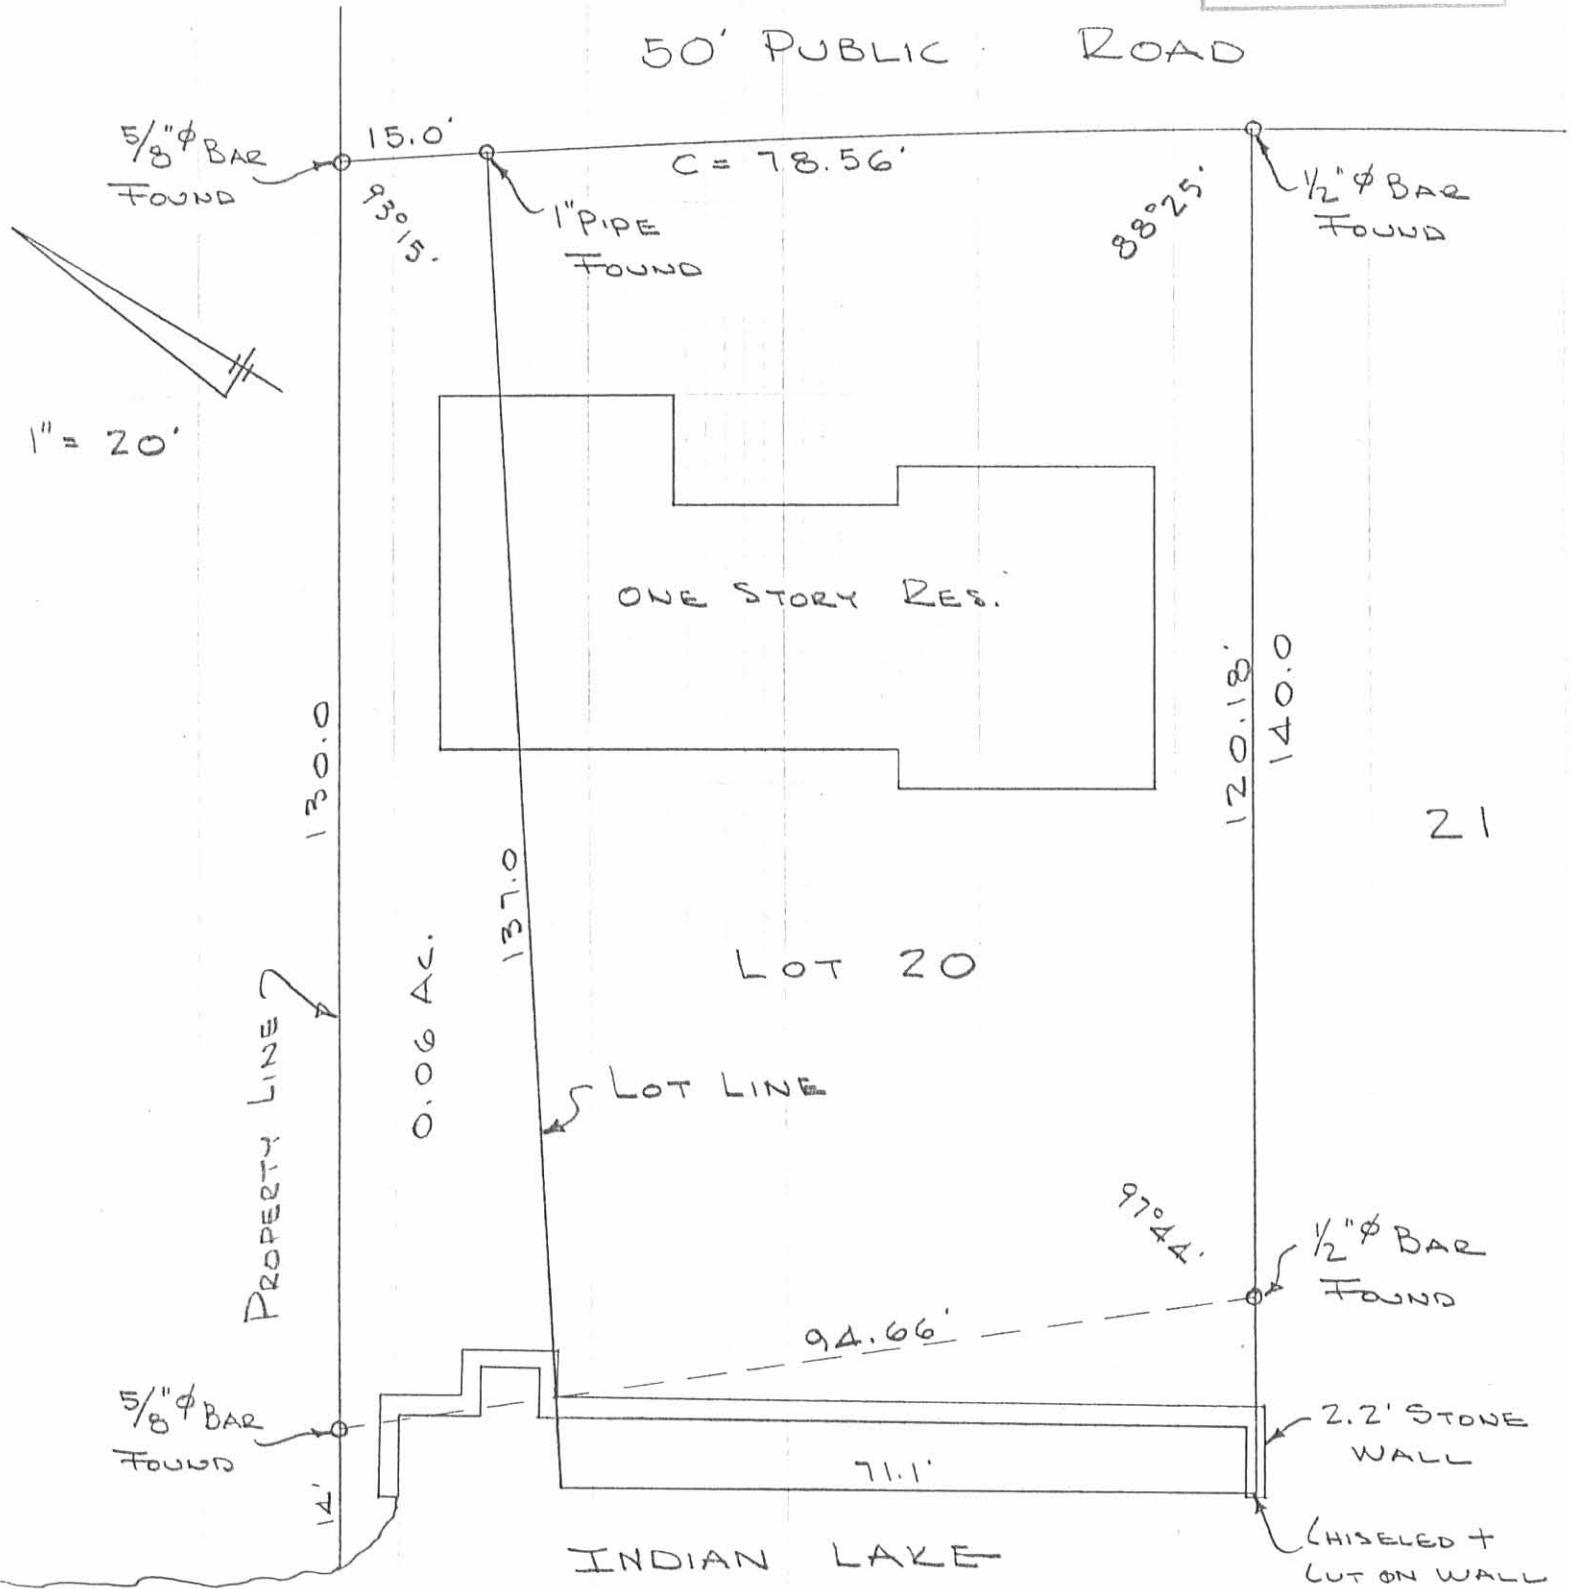 50' PUBLIC ROAD
5/8" ϕ BAR
FOUND
15.0'
C = 78.56'
93°15'
1" PIPE
FOUND
88°25'
1/2" ϕ BAR
FOUND
1" = 20'
ONE STORY RES.
130.0
120.18'
140.0
21
137.0
0.06 AC.
LOT 20
PROPERTY LINE
LOT LINE
97°44'
1/2" ϕ BAR
FOUND
94.66'
5/8" ϕ BAR
FOUND
14'
71.1'
2.2' STONE
WALL
INDIAN LAKE
CHISELED +
CUT ON WALL